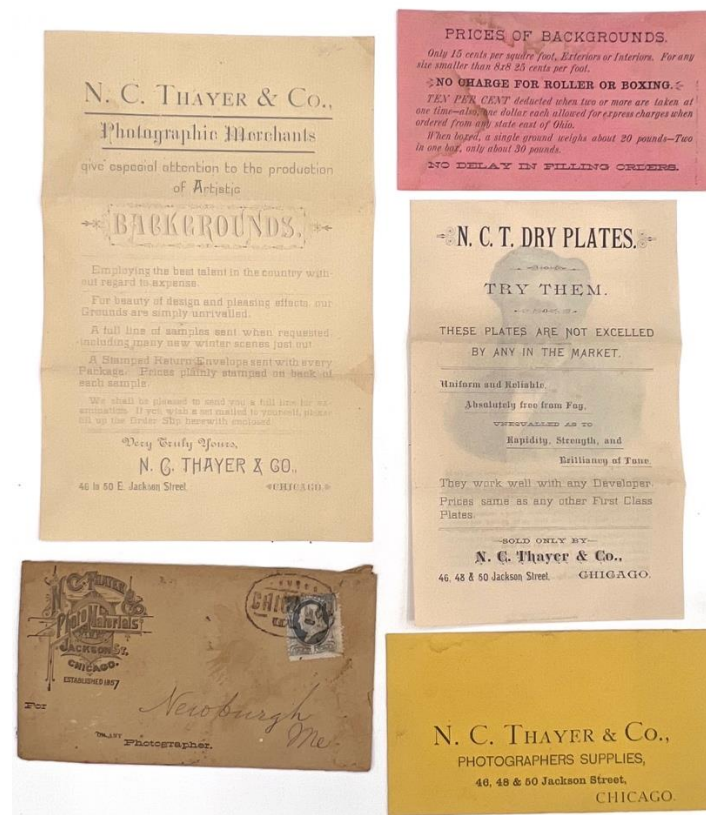 N. C. THAYER & Co.,
Photographic Merchants
give especial attention to the production
of Artistic
BACKGROUNDS.
Employing the best talent in the country with-
out regard to expense.
For beauty of design and pleasing effects, our
Grounds are simply unrivalled.
A full line of samples sent when requested
including many new winter scenes just out.
A Stamped Return Envelope sent with every
Package. Prices plainly stamped on back of
each sample.
We shall be pleased to send you a full line for ex-
amination. If you wish a set mailed to yourself, please
fill up the Order Slip herewith enclosed.
Very Truly Yours,
N. C. THAYER & CO.,
46 to 50 E. Jackson Street. CHICAGO.
PRICES OF BACKGROUNDS.
Only 15 cents per square foot, Exteriors or Interiors. For any
size smaller than 8x8 25 cents per foot.
NO CHARGE FOR ROLLER OR BOXING.
TEN PER CENT deducted when two or more are taken at
one time—also, one dollar each allowed for express charges when
ordered from any state east of Ohio.
When boxed, a single ground weighs about 20 pounds—Two
in one box, only about 30 pounds.
NO DELAY IN FILLING ORDERS.
N. C. T. DRY PLATES.
TRY THEM.
THESE PLATES ARE NOT EXCELLED
BY ANY IN THE MARKET.
Uniform and Reliable,
Absolutely free from Fog,
UNEQUALLED AS TO
Rapidity, Strength, and
Brilliancy of Tone.
They work well with any Developer.
Prices same as any other First Class
Plates.
—SOLD ONLY BY—
N. C. Thayer & Co.,
46, 48 & 50 Jackson Street. CHICAGO.
N. C. THAYER & CO.
Photo Materials
JACKSON ST.
CHICAGO.
ESTABLISHED 1857
CHICAGO
For
Newburgh
Me.
OR ANY
Photographer.
N. C. THAYER & Co.,
PHOTOGRAPHERS SUPPLIES,
46, 48 & 50 Jackson Street,
CHICAGO.